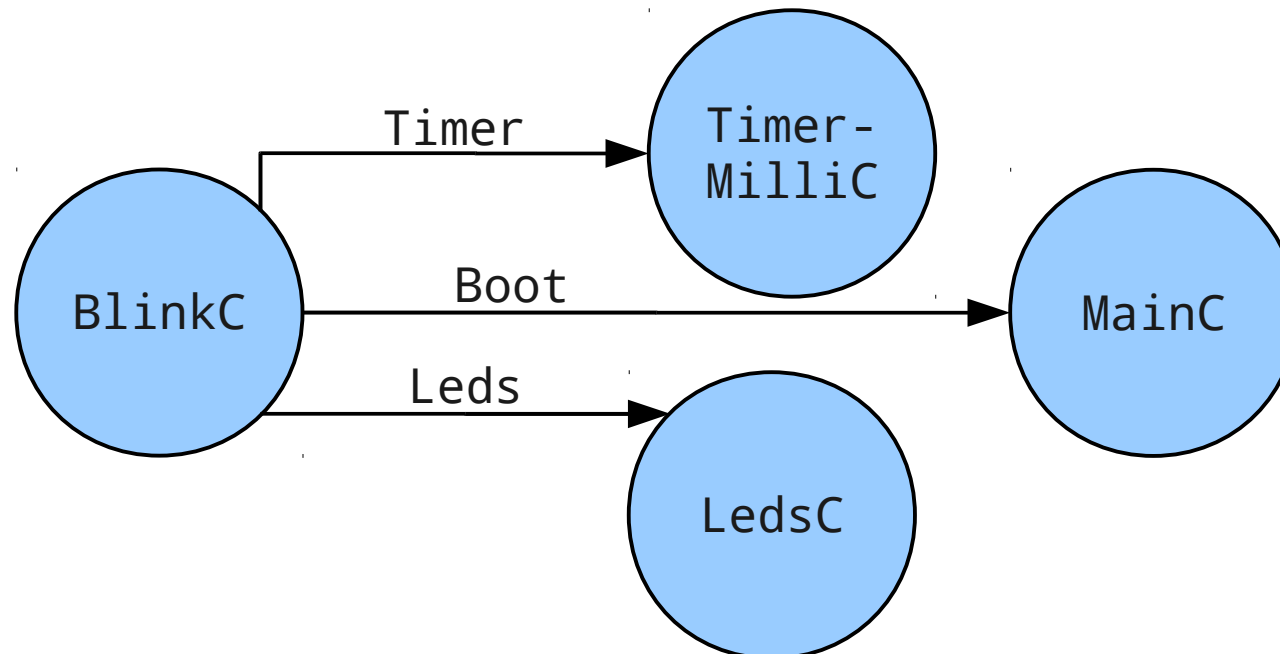 Timer
Timer-
MilliC
BlinkC
Boot
MainC
Leds
LedsC